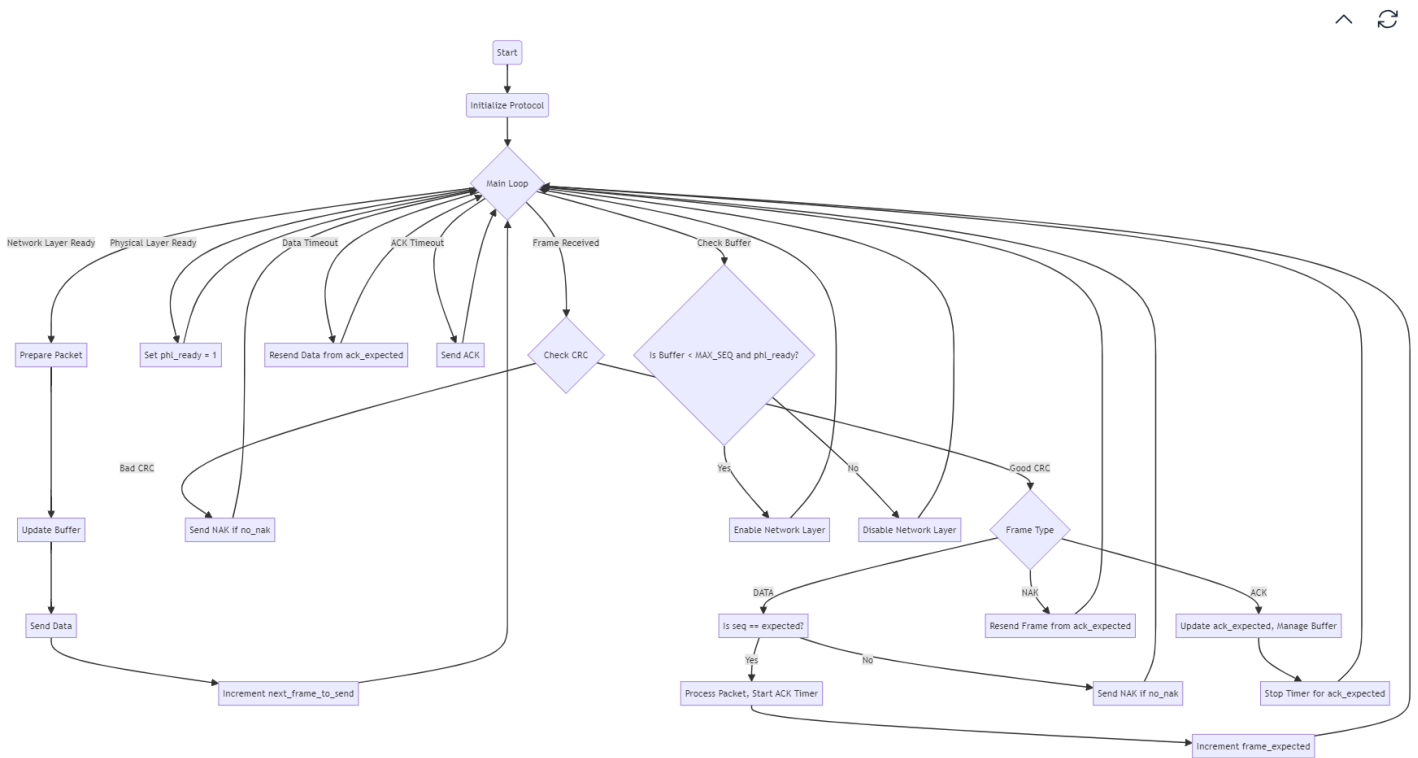 Start
Initialize Protocol
Main Loop
Network Layer Ready
Physical Layer Ready
Data Timeout
ACK Timeout
Frame Received
Check Buffer
Prepare Packet
Set phl_ready = 1
Resend Data from ack_expected
Send ACK
Check CRC
Is Buffer < MAX_SEQ and phl_ready?
Bad CRC
Yes
No
Good CRC
Update Buffer
Send NAK if no_nak
Enable Network Layer
Disable Network Layer
Frame Type
DATA
NAK
ACK
Send Data
Is seq == expected?
Resend Frame from ack_expected
Update ack_expected, Manage Buffer
Yes
No
Increment next_frame_to_send
Process Packet, Start ACK Timer
Send NAK if no_nak
Stop Timer for ack_expected
Increment frame_expected